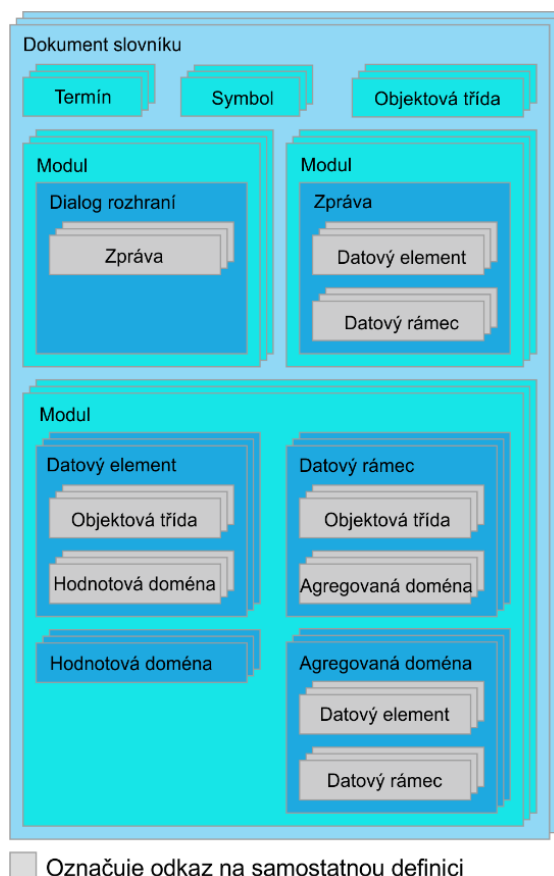 Dokument slovníku
Termín
Symbol
Objektová třída
Modul
Dialog rozhraní
Zpráva
Modul
Zpráva
Datový element
Datový rámec
Modul
Datový element
Objektová třída
Hodnotová doména
Hodnotová doména
Datový rámec
Objektová třída
Agregovaná doména
Agregovaná doména
Datový element
Datový rámec
Označuje odkaz na samostatnou definici